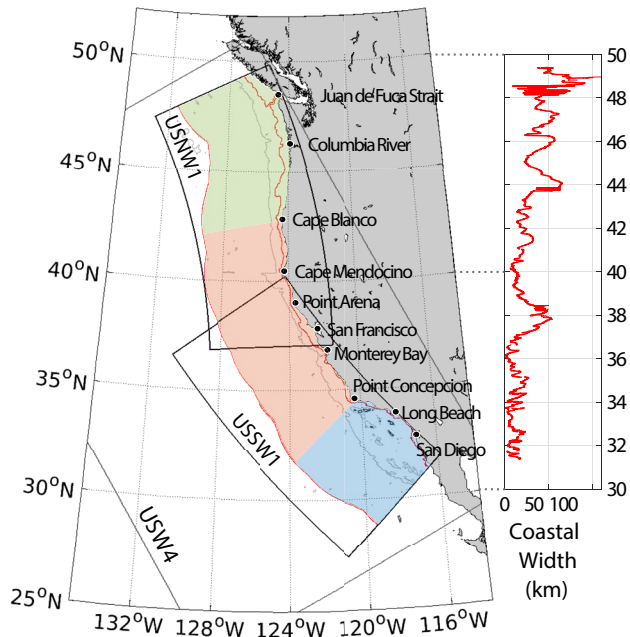 50°N
45°N
40°N
35°N
30°N
25°N
132°W 128°W 124°W 120°W 116°W
USNW1
USSW1
USW4
Juan de Fuca Strait
Columbia River
Cape Blanco
Cape Mendocino
Point Arena
San Francisco
Monterey Bay
Point Concepcion
Long Beach
San Diego
50
48
46
44
42
40
38
36
34
32
30
0 50 100
Coastal
Width
(km)